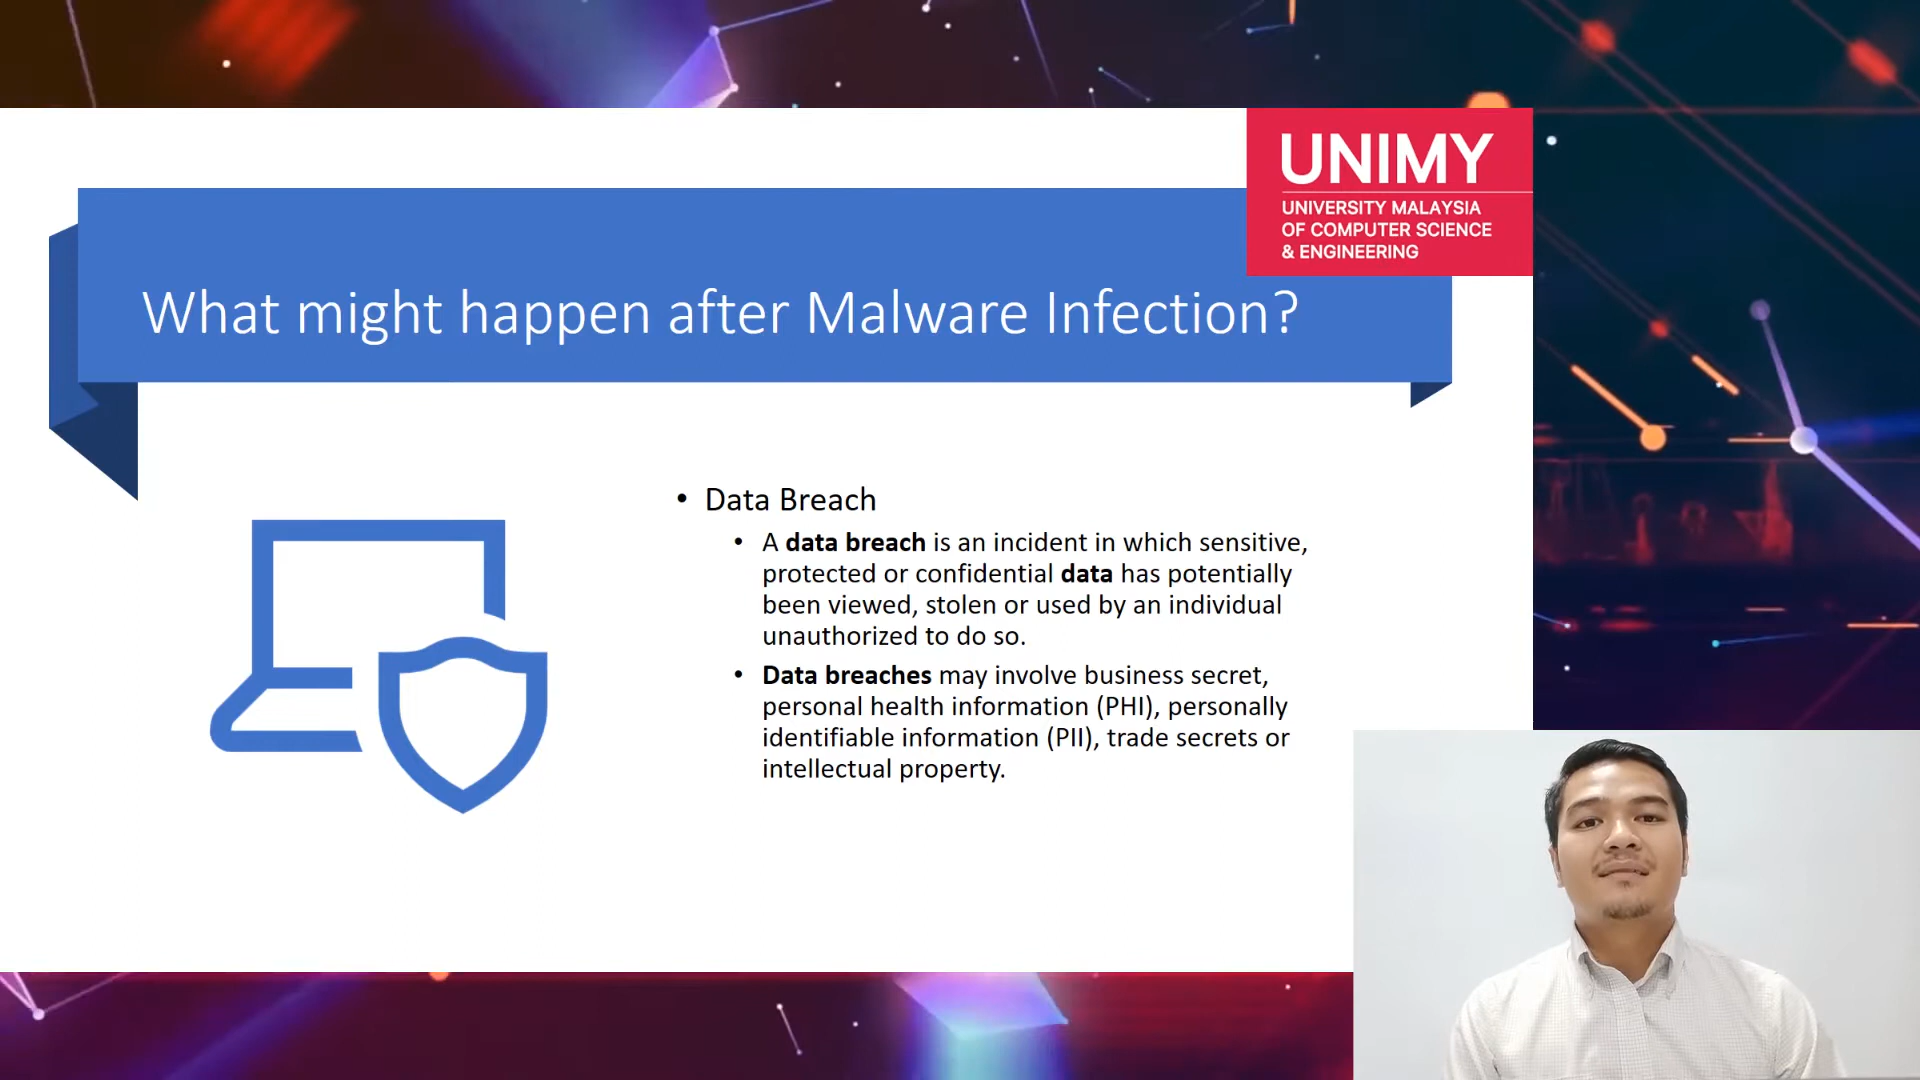 UNIMY
UNIVERSITY MALAYSIA
OF COMPUTER SCIENCE
& ENGINEERING
What might happen after Malware Infection?
• Data Breach
• A data breach is an incident in which sensitive,
protected or confidential data has potentially
been viewed, stolen or used by an individual
unauthorized to do so.
• Data breaches may involve business secret,
personal health information (PHI), personally
identifiable information (PII), trade secrets or
intellectual property.